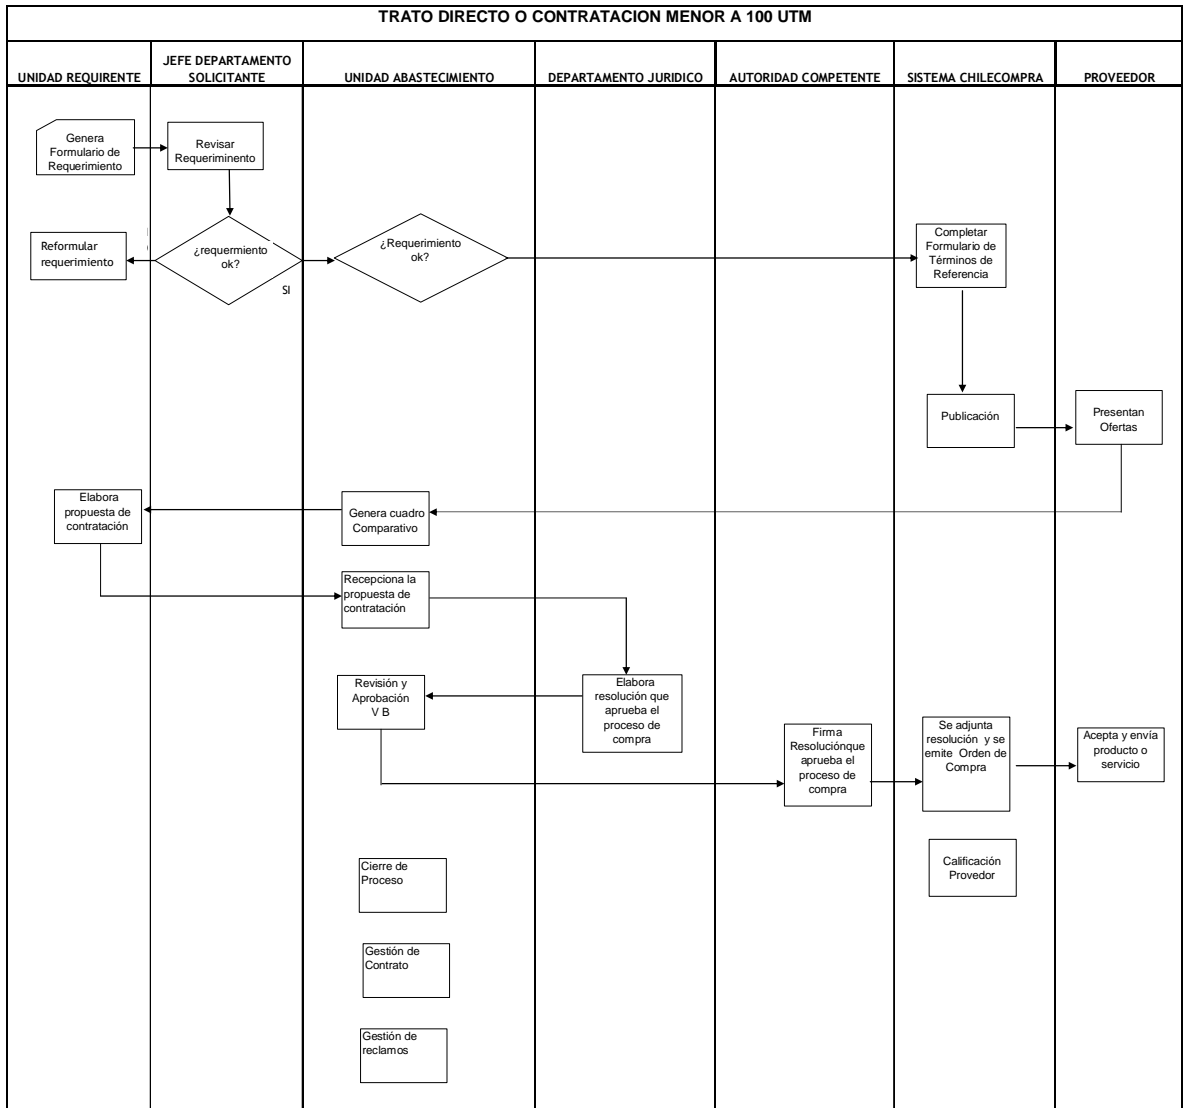 TRATO DIRECTO O CONTRATACION MENOR A 100 UTM
UNIDAD REQUIRENTE
JEFE DEPARTAMENTO
SOLICITANTE
UNIDAD ABASTECIMIENTO
DEPARTAMENTO JURIDICO
AUTORIDAD COMPETENTE
SISTEMA CHILECOMPRA
PROVEEDOR
Genera
Formulario de
Requerimiento
Revisar
Requeriminento
Reformular
requerimiento
¿requermiento
ok?
SI
¿Requerimiento
ok?
Completar
Formulario de
Términos de
Referencia
Publicación
Presentan
Ofertas
Elabora
propuesta de
contratación
Genera cuadro
Comparativo
Recepciona la
propuesta de
contratación
Revisión y
Aprobación
V B
Elabora
resolución que
aprueba el
proceso de
compra
Firma
Resoluciónque
aprueba el
proceso de
compra
Se adjunta
resolución y se
emite Orden de
Compra
Acepta y envía
producto o
servicio
Cierre de
Proceso
Calificación
Provedor
Gestión de
Contrato
Gestión de
reclamos